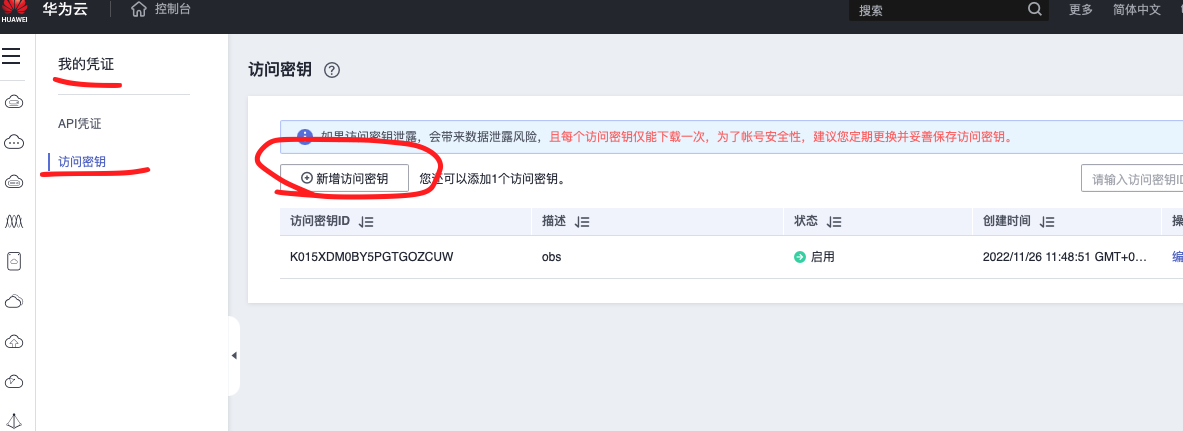 HUAWEI 华为云 控制台 搜索 更多 简体中文
我的凭证
API凭证
访问密钥
访问密钥
如果访问密钥泄露，会带来数据泄露风险，且每个访问密钥仅能下载一次，为了帐号安全性，建议您定期更换并妥善保存访问密钥。
新增访问密钥 您还可以添加1个访问密钥。 请输入访问密钥ID
访问密钥ID 描述 状态 创建时间
K015XDM0BY5PGTGOZCUW obs 启用 2022/11/26 11:48:51 GMT+0... 编